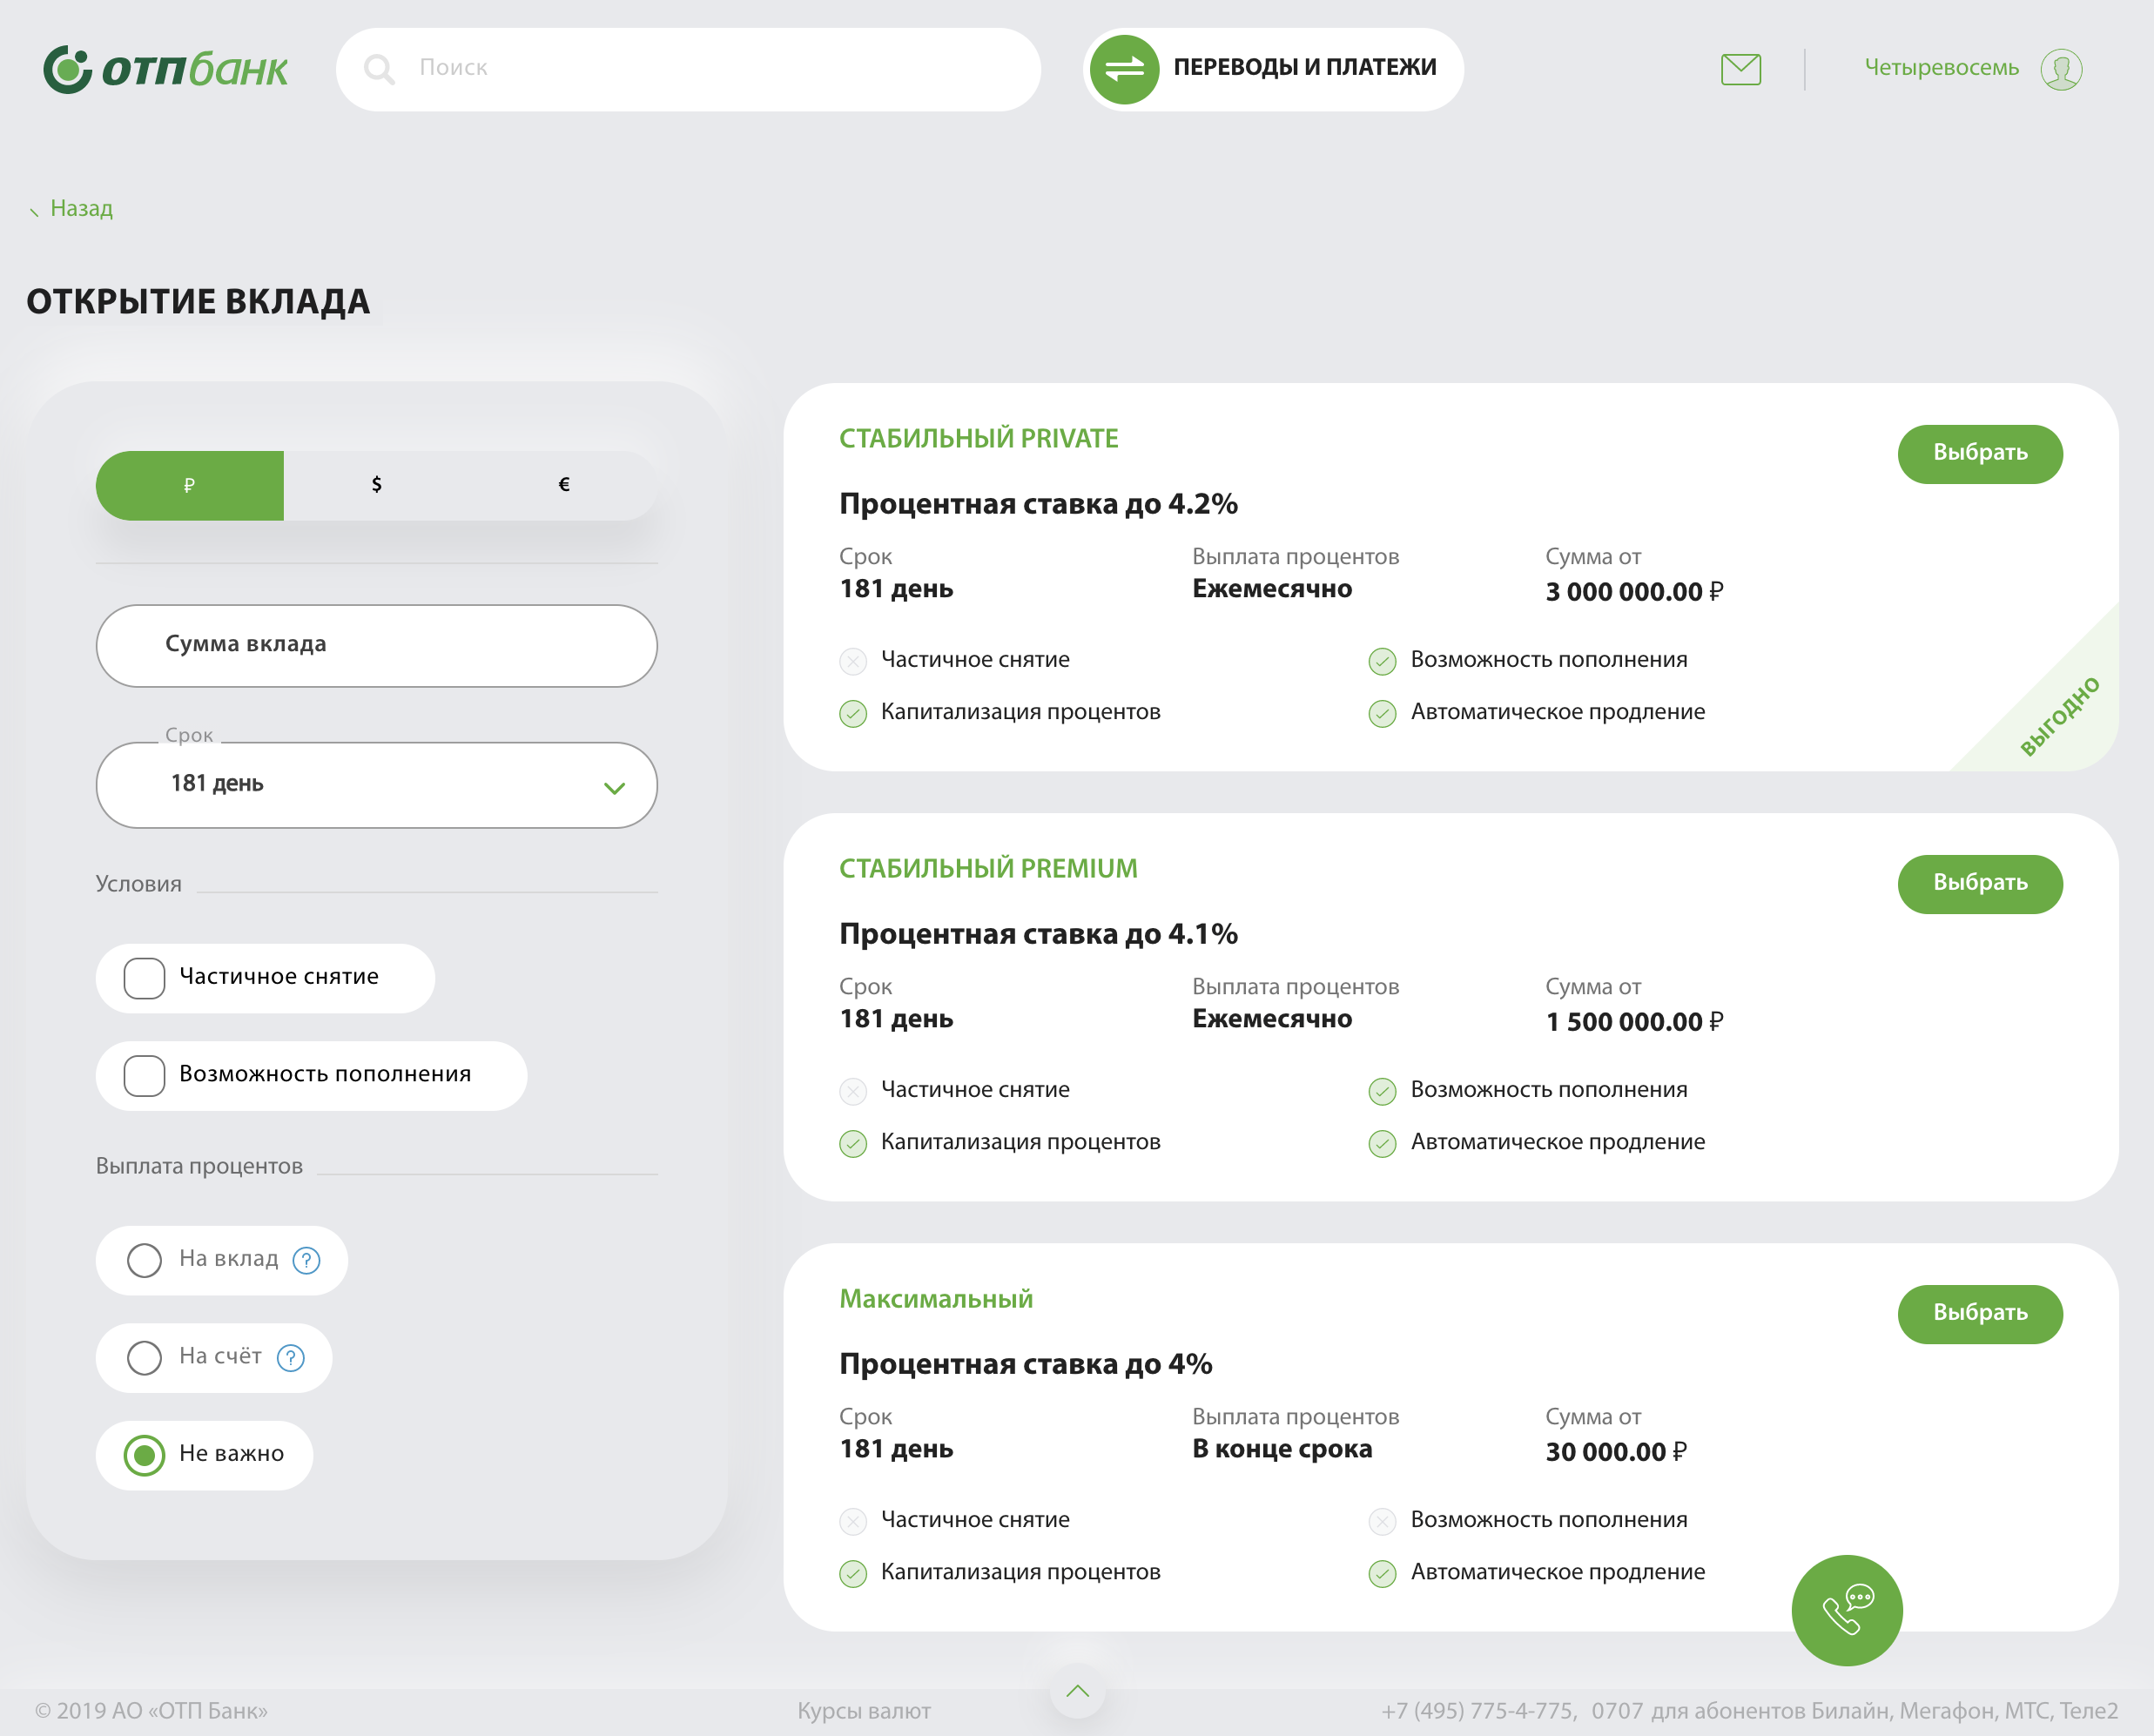 отпбанк
Поиск
ПЕРЕВОДЫ И ПЛАТЕЖИ
Четыревосемь
Назад
ОТКРЫТИЕ ВКЛАДА
₽ $ €
Сумма вклада
Срок
181 день
Условия
Частичное снятие
Возможность пополнения
Выплата процентов
На вклад ?
На счёт ?
Не важно
СТАБИЛЬНЫЙ PRIVATE
Выбрать
Процентная ставка до 4.2%
Срок Выплата процентов Сумма от
181 день Ежемесячно 3 000 000.00 ₽
Частичное снятие Возможность пополнения
Капитализация процентов Автоматическое продление
ВЫГОДНО
СТАБИЛЬНЫЙ PREMIUM
Выбрать
Процентная ставка до 4.1%
Срок Выплата процентов Сумма от
181 день Ежемесячно 1 500 000.00 ₽
Частичное снятие Возможность пополнения
Капитализация процентов Автоматическое продление
Максимальный
Выбрать
Процентная ставка до 4%
Срок Выплата процентов Сумма от
181 день В конце срока 30 000.00 ₽
Частичное снятие Возможность пополнения
Капитализация процентов Автоматическое продление
© 2019 АО «ОТП Банк» Курсы валют +7 (495) 775-4-775, 0707 для абонентов Билайн, Мегафон, МТС, Теле2